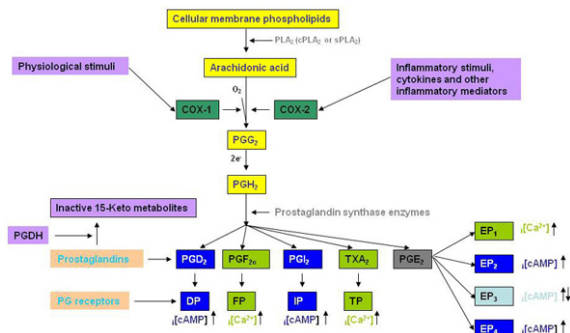 Cellular membrane phospholipids
PLA₂ (cPLA₂ or sPLA₂)
Physiological stimuli
Arachidonic acid
Inflammatory stimuli,
cytokines and other
inflammatory mediators
O₂
COX-1
COX-2
PGG₂
2e⁻
PGH₂
Inactive 15-Keto metabolites
Prostaglandin synthase enzymes
PGDH
EP₁ ᵢ[Ca²⁺]↑
Prostaglandins
PGD₂
PGF₂α
PGI₂
TXA₂
PGE₂
EP₂ ᵢ[cAMP]↑
PG receptors
DP
FP
IP
TP
EP₃ ᵢ[cAMP]↑↓
ᵢ[cAMP]↑
ᵢ[Ca²⁺]↑
ᵢ[cAMP]↑
ᵢ[Ca²⁺]↑
EP₄ ᵢ[cAMP]↑